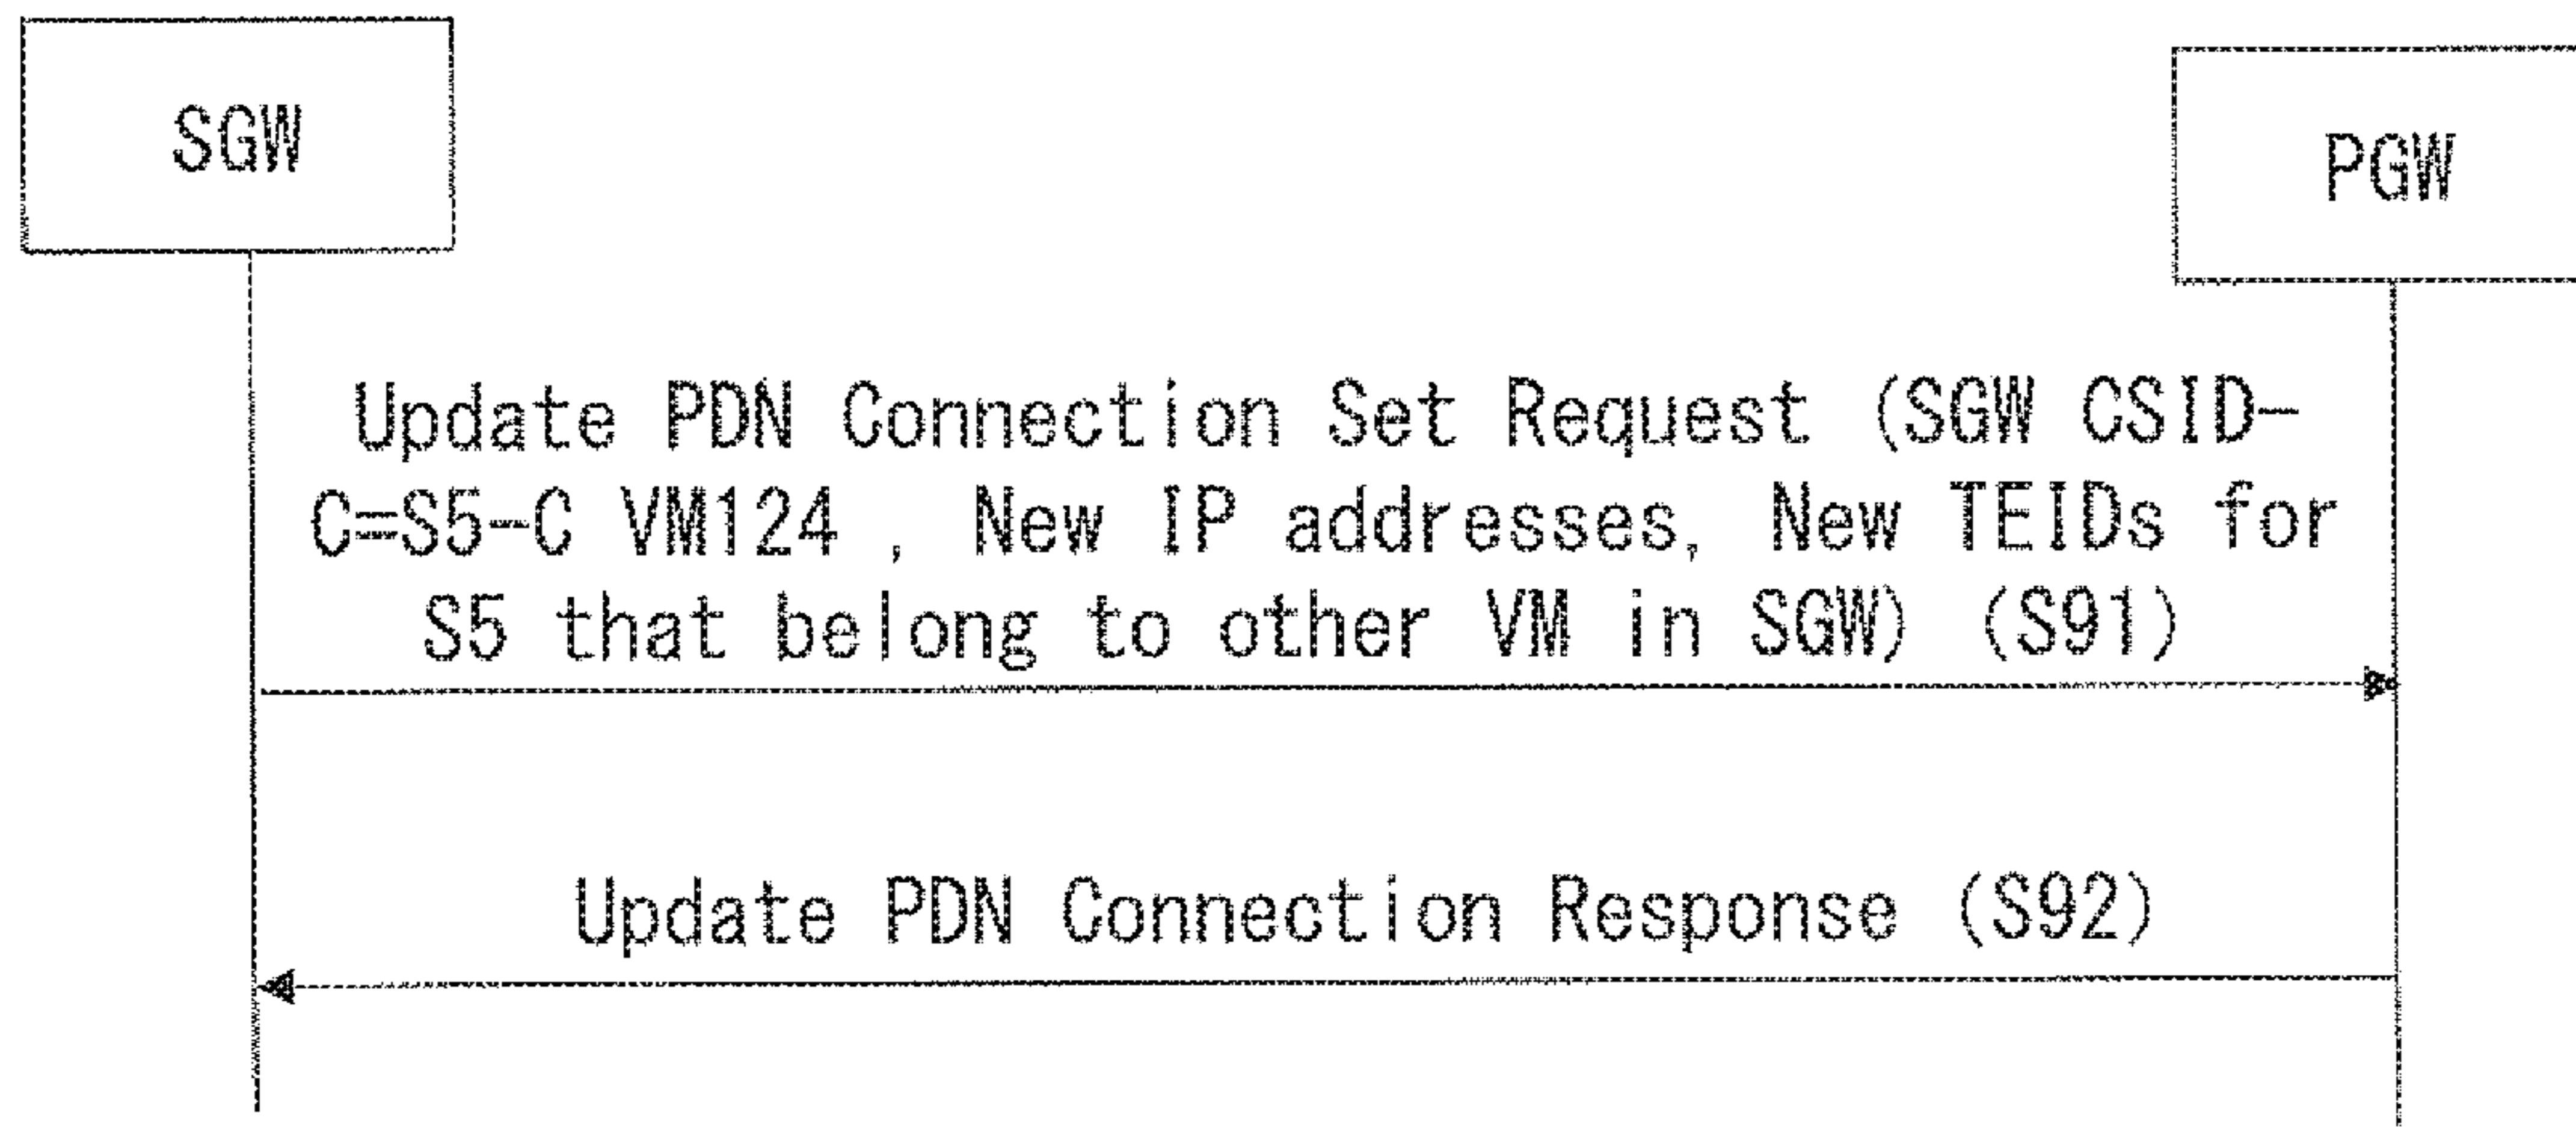 SGW
PGW
Update PDN Connection Set Request (SGW CSID-
C=S5-C VM124 , New IP addresses, New TEIDs for
S5 that belong to other VM in SGW) (S91)
Update PDN Connection Response (S92)